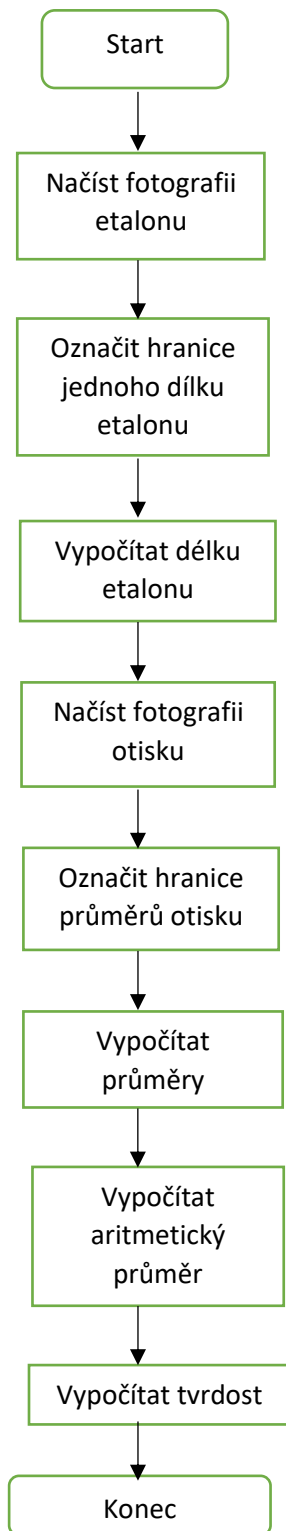 Start
Načíst fotografii
etalonu
Označit hranice
jednoho dílku
etalonu
Vypočítat délku
etalonu
Načíst fotografii
otisku
Označit hranice
průměrů otisku
Vypočítat
průměry
Vypočítat
aritmetický
průměr
Vypočítat tvrdost
Konec